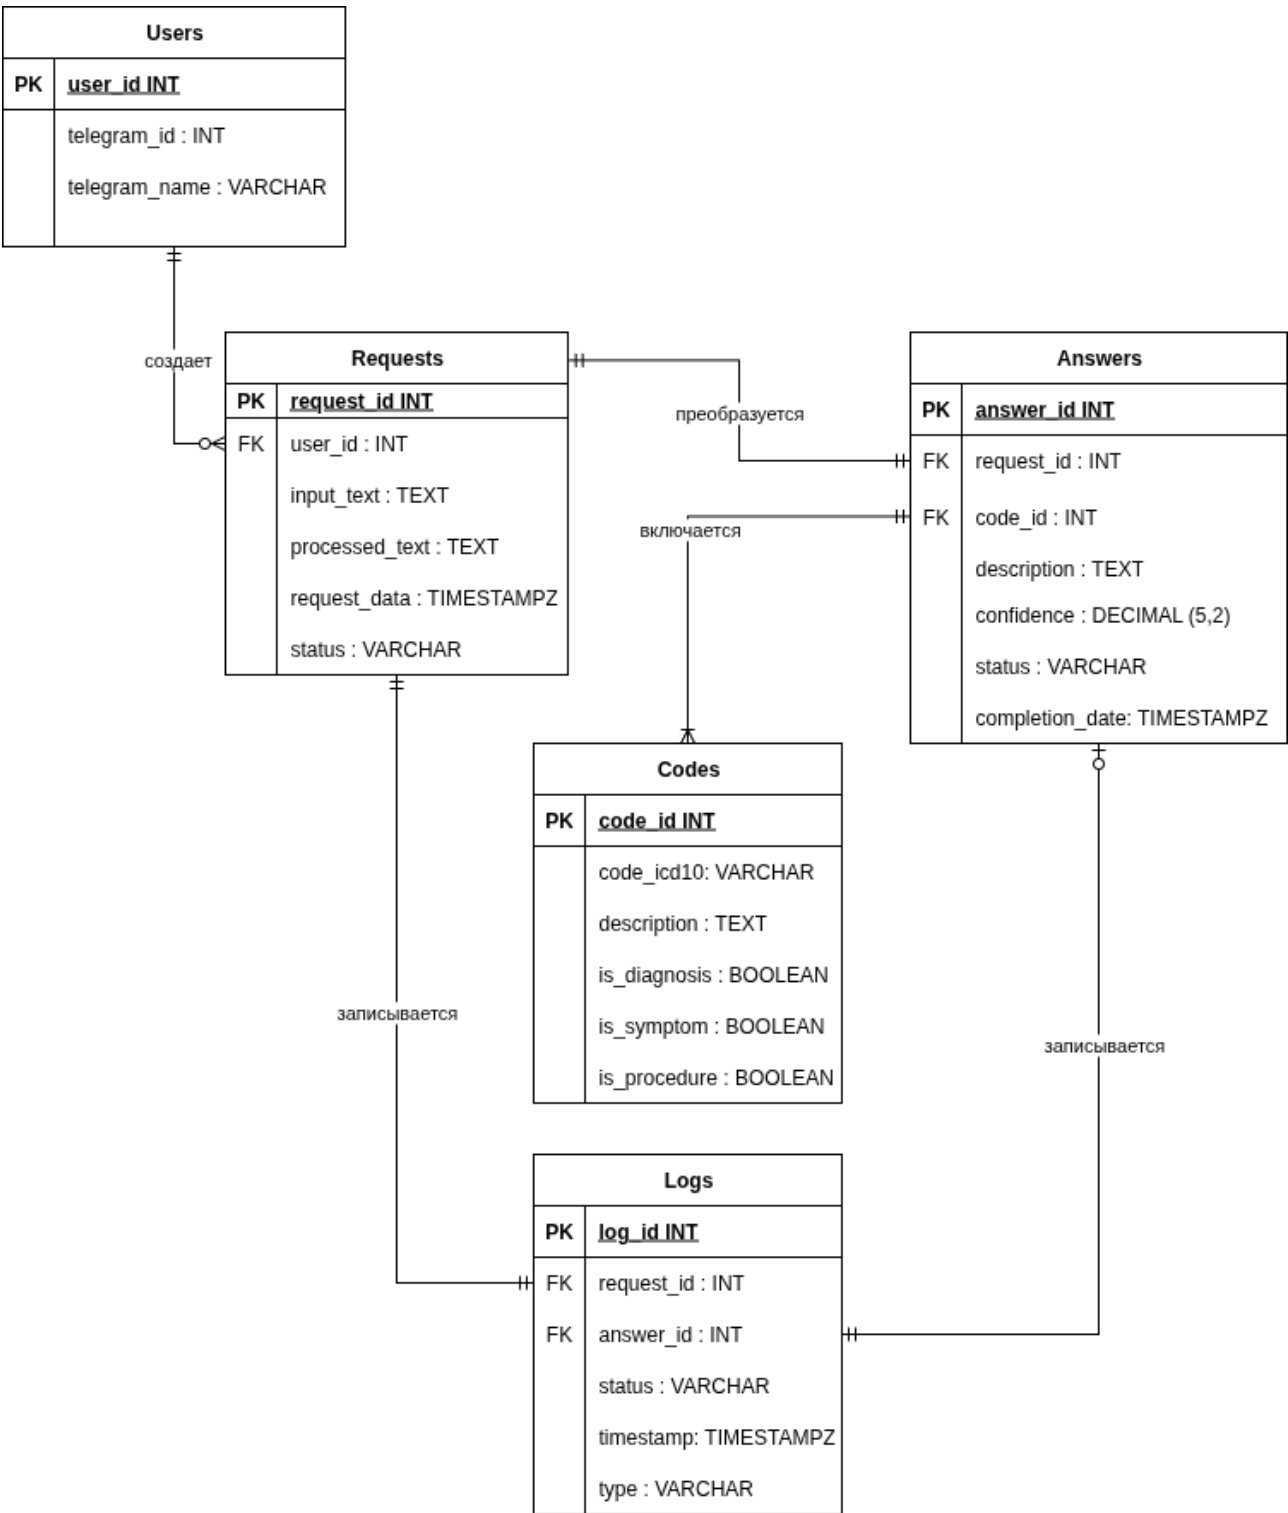 Users
PK user_id INT
telegram_id : INT
telegram_name : VARCHAR
создает
Requests
PK request_id INT
FK user_id : INT
input_text : TEXT
processed_text : TEXT
request_data : TIMESTAMPZ
status : VARCHAR
преобразуется
Answers
PK answer_id INT
FK request_id : INT
FK code_id : INT
description : TEXT
confidence : DECIMAL (5,2)
status : VARCHAR
completion_date: TIMESTAMPZ
включается
Codes
PK code_id INT
code_icd10: VARCHAR
description : TEXT
is_diagnosis : BOOLEAN
is_symptom : BOOLEAN
is_procedure : BOOLEAN
записывается
записывается
Logs
PK log_id INT
FK request_id : INT
FK answer_id : INT
status : VARCHAR
timestamp: TIMESTAMPZ
type : VARCHAR